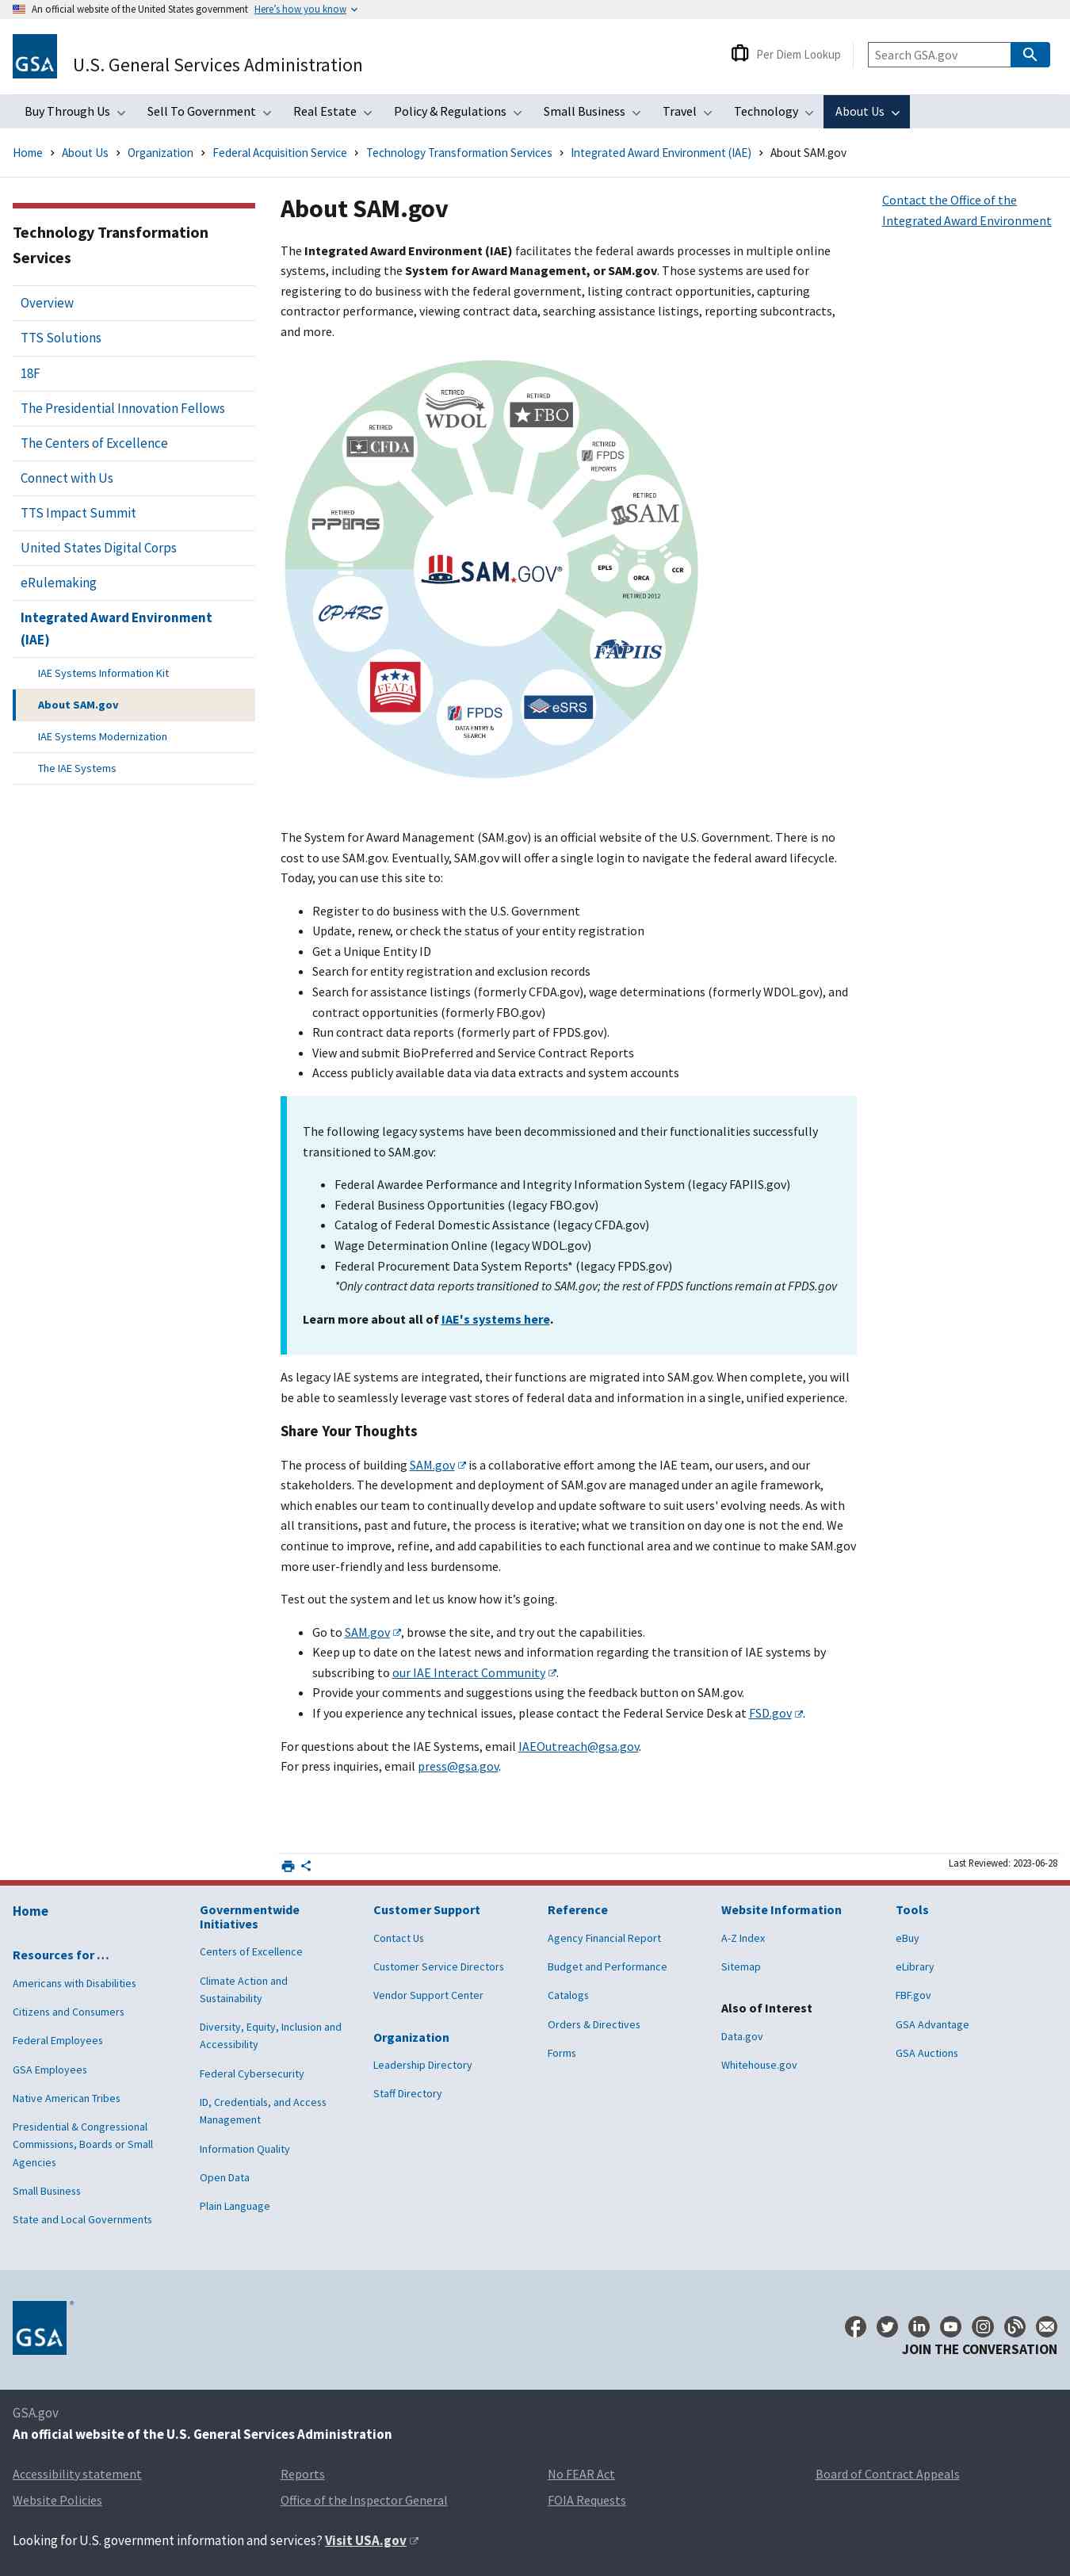 An official website of the United States government Here's how you know
GSA
U.S. General Services Administration
Per Diem Lookup
Search GSA.gov
Buy Through Us Sell To Government Real Estate Policy & Regulations Small Business Travel Technology About Us
Home › About Us › Organization › Federal Acquisition Service › Technology Transformation Services › Integrated Award Environment (IAE) › About SAM.gov
Technology Transformation
Services
Overview
TTS Solutions
18F
The Presidential Innovation Fellows
The Centers of Excellence
Connect with Us
TTS Impact Summit
United States Digital Corps
eRulemaking
Integrated Award Environment
(IAE)
IAE Systems Information Kit
About SAM.gov
IAE Systems Modernization
The IAE Systems
About SAM.gov
The Integrated Award Environment (IAE) facilitates the federal awards processes in multiple online
systems, including the System for Award Management, or SAM.gov. Those systems are used for
registering to do business with the federal government, listing contract opportunities, capturing
contractor performance, viewing contract data, searching assistance listings, reporting subcontracts,
and more.
RETIRED
WDOL
RETIRED
FBO
RETIRED
CFDA
RETIRED
FPDS
REPORTS
RETIRED
SAM
RETIRED
PPIRS
SAM.GOV
EPLS
ORCA
CCR
RETIRED 2012
CPARS
FAPIIS
FFATA
FPDS
DATA ENTRY &
SEARCH
eSRS
The System for Award Management (SAM.gov) is an official website of the U.S. Government. There is no
cost to use SAM.gov. Eventually, SAM.gov will offer a single login to navigate the federal award lifecycle.
Today, you can use this site to:
• Register to do business with the U.S. Government
• Update, renew, or check the status of your entity registration
• Get a Unique Entity ID
• Search for entity registration and exclusion records
• Search for assistance listings (formerly CFDA.gov), wage determinations (formerly WDOL.gov), and
contract opportunities (formerly FBO.gov)
• Run contract data reports (formerly part of FPDS.gov).
• View and submit BioPreferred and Service Contract Reports
• Access publicly available data via data extracts and system accounts
The following legacy systems have been decommissioned and their functionalities successfully
transitioned to SAM.gov:
• Federal Awardee Performance and Integrity Information System (legacy FAPIIS.gov)
• Federal Business Opportunities (legacy FBO.gov)
• Catalog of Federal Domestic Assistance (legacy CFDA.gov)
• Wage Determination Online (legacy WDOL.gov)
• Federal Procurement Data System Reports* (legacy FPDS.gov)
*Only contract data reports transitioned to SAM.gov; the rest of FPDS functions remain at FPDS.gov
Learn more about all of IAE's systems here.
As legacy IAE systems are integrated, their functions are migrated into SAM.gov. When complete, you will
be able to seamlessly leverage vast stores of federal data and information in a single, unified experience.
Share Your Thoughts
The process of building SAM.gov is a collaborative effort among the IAE team, our users, and our
stakeholders. The development and deployment of SAM.gov are managed under an agile framework,
which enables our team to continually develop and update software to suit users' evolving needs. As with
all transitions, past and future, the process is iterative; what we transition on day one is not the end. We
continue to improve, refine, and add capabilities to each functional area and we continue to make SAM.gov
more user-friendly and less burdensome.
Test out the system and let us know how it's going.
• Go to SAM.gov, browse the site, and try out the capabilities.
• Keep up to date on the latest news and information regarding the transition of IAE systems by
subscribing to our IAE Interact Community.
• Provide your comments and suggestions using the feedback button on SAM.gov.
• If you experience any technical issues, please contact the Federal Service Desk at FSD.gov.
For questions about the IAE Systems, email IAEOutreach@gsa.gov.
For press inquiries, email press@gsa.gov.
Contact the Office of the
Integrated Award Environment
Last Reviewed: 2023-06-28
Home
Resources for …
Americans with Disabilities
Citizens and Consumers
Federal Employees
GSA Employees
Native American Tribes
Presidential & Congressional
Commissions, Boards or Small
Agencies
Small Business
State and Local Governments
Governmentwide
Initiatives
Centers of Excellence
Climate Action and
Sustainability
Diversity, Equity, Inclusion and
Accessibility
Federal Cybersecurity
ID, Credentials, and Access
Management
Information Quality
Open Data
Plain Language
Customer Support
Contact Us
Customer Service Directors
Vendor Support Center
Organization
Leadership Directory
Staff Directory
Reference
Agency Financial Report
Budget and Performance
Catalogs
Orders & Directives
Forms
Website Information
A-Z Index
Sitemap
Also of Interest
Data.gov
Whitehouse.gov
Tools
eBuy
eLibrary
FBF.gov
GSA Advantage
GSA Auctions
GSA ®
JOIN THE CONVERSATION
GSA.gov
An official website of the U.S. General Services Administration
Accessibility statement Reports No FEAR Act Board of Contract Appeals
Website Policies Office of the Inspector General FOIA Requests
Looking for U.S. government information and services? Visit USA.gov